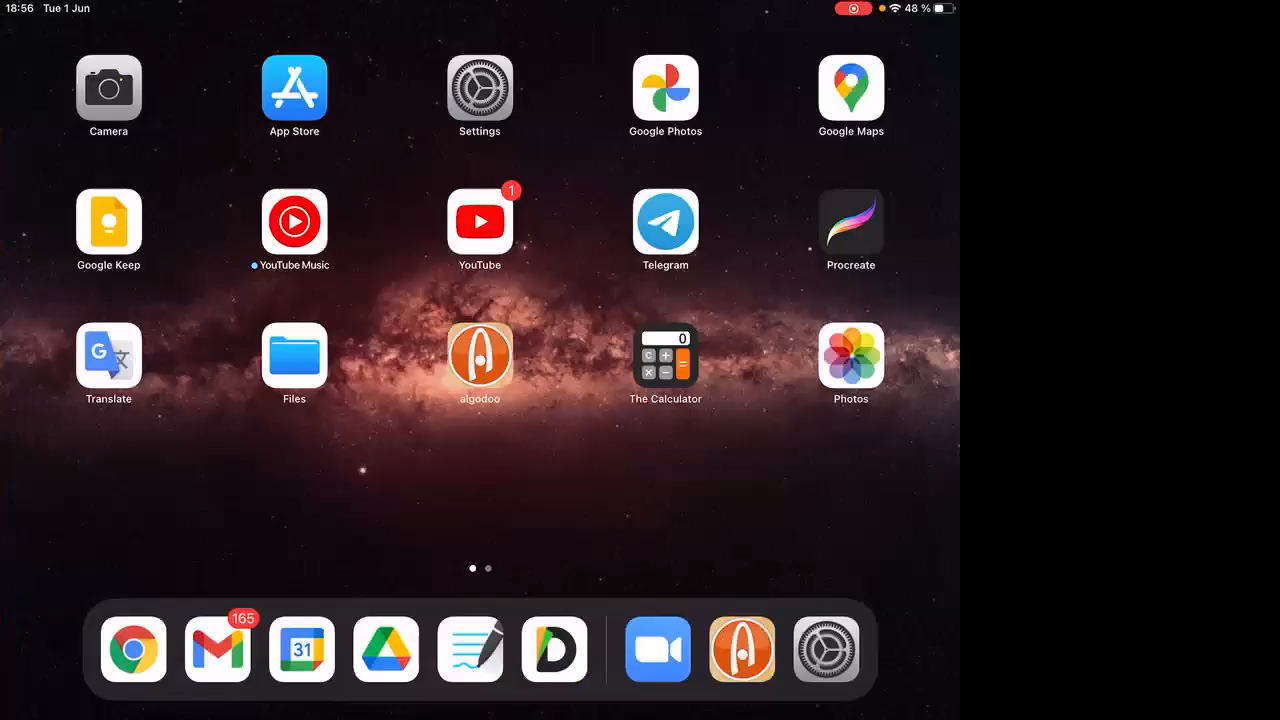 18:56 Tue 1 Jun 48 %
Camera App Store Settings Google Photos Google Maps
1
Google Keep YouTube Music YouTube Telegram Procreate
G 0
C + × − =
Translate Files algodoo The Calculator Photos
165
31